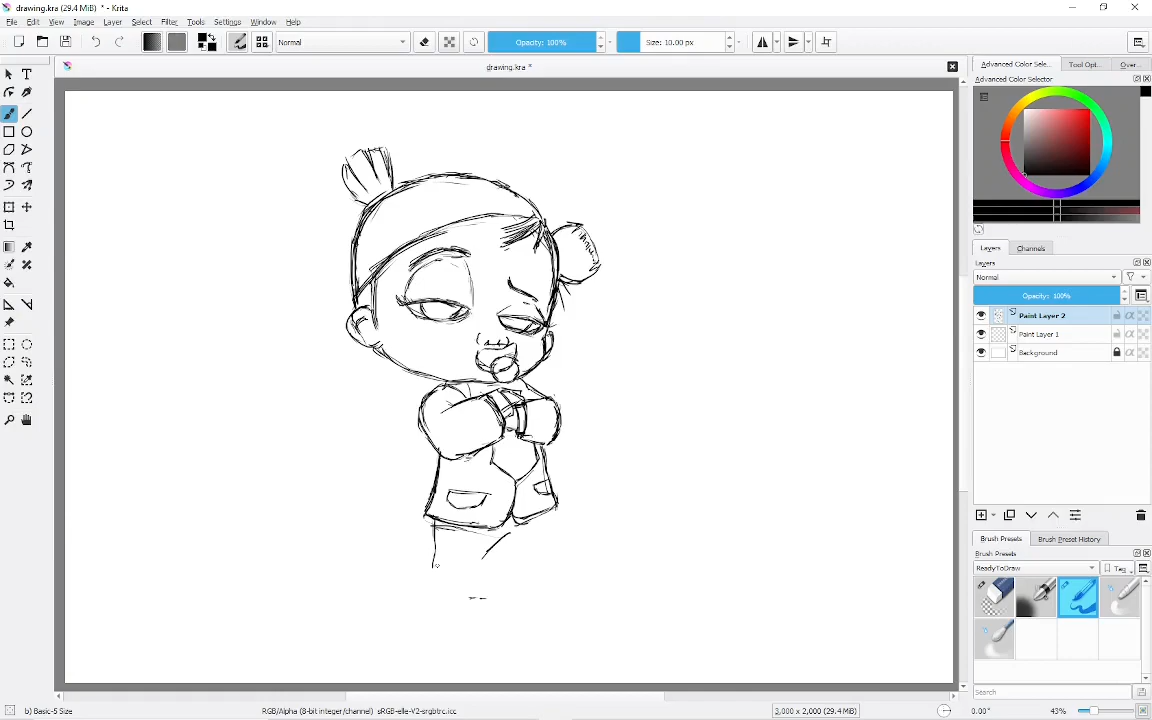 drawing.kra (29.4 MiB) * - Krita
File Edit View Image Layer Select Filter Tools Settings Window Help
Normal
Opacity: 100%
Size: 10.00 px
drawing.kra *
Advanced Color Sele...
Tool Opt...
Over...
Advanced Color Selector
Layers
Channels
Layers
Normal
Opacity: 100%
Paint Layer 2
Paint Layer 1
Background
Brush Presets
Brush Preset History
Brush Presets
ReadyToDraw
Tag
Search
b) Basic-5 Size
RGB/Alpha (8-bit integer/channel) sRGB-elle-V2-srgbtrc.icc
3,000 x 2,000 (29.4 MiB)
0.00°
43%